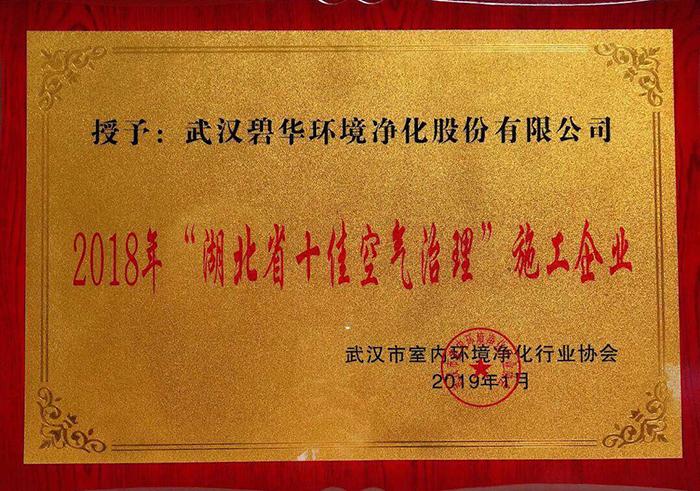 授予：武汉碧华环境净化股份有限公司
2018年“湖北省十佳空气治理”施工企业
武汉市室内环境净化行业协会
2019年1月